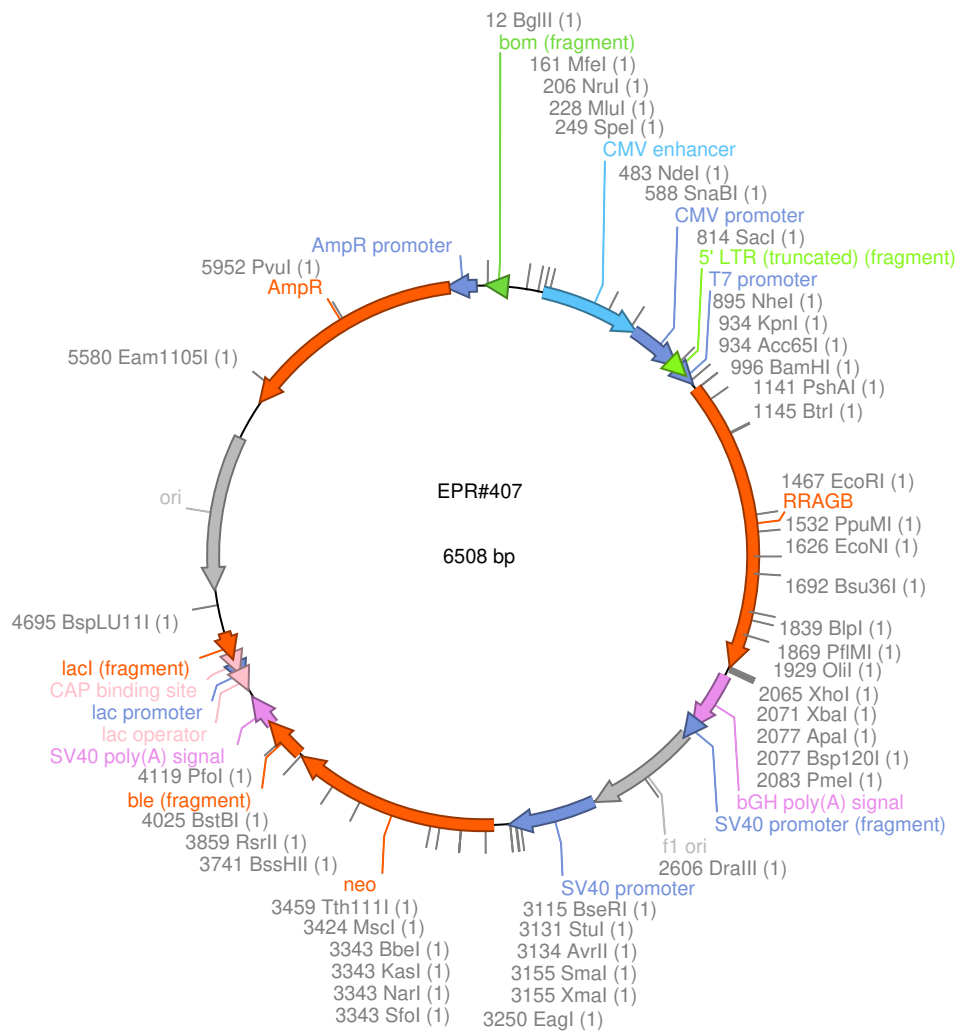 12 BglII (1)
bom (fragment)
161 MfeI (1)
206 NruI (1)
228 MluI (1)
249 SpeI (1)
CMV enhancer
483 NdeI (1)
588 SnaBI (1)
CMV promoter
814 SacI (1)
5' LTR (truncated) (fragment)
T7 promoter
895 NheI (1)
934 KpnI (1)
934 Acc65I (1)
996 BamHI (1)
1141 PshAI (1)
1145 BtrI (1)
1467 EcoRI (1)
RRAGB
1532 PpuMI (1)
1626 EcoNI (1)
1692 Bsu36I (1)
1839 BlpI (1)
1869 PflMI (1)
1929 OliI (1)
2065 XhoI (1)
2071 XbaI (1)
2077 ApaI (1)
2077 Bsp120I (1)
2083 PmeI (1)
bGH poly(A) signal
SV40 promoter (fragment)
f1 ori
2606 DraIII (1)
SV40 promoter
3115 BseRI (1)
3131 StuI (1)
3134 AvrII (1)
3155 SmaI (1)
3155 XmaI (1)
3250 EagI (1)
neo
3459 Tth111I (1)
3424 MscI (1)
3343 BbeI (1)
3343 KasI (1)
3343 NarI (1)
3343 SfoI (1)
3741 BssHII (1)
3859 RsrII (1)
4025 BstBI (1)
ble (fragment)
4119 PfoI (1)
SV40 poly(A) signal
lac operator
lac promoter
CAP binding site
lacI (fragment)
4695 BspLU11I (1)
ori
5580 Eam1105I (1)
AmpR
5952 PvuI (1)
AmpR promoter
EPR#407
6508 bp